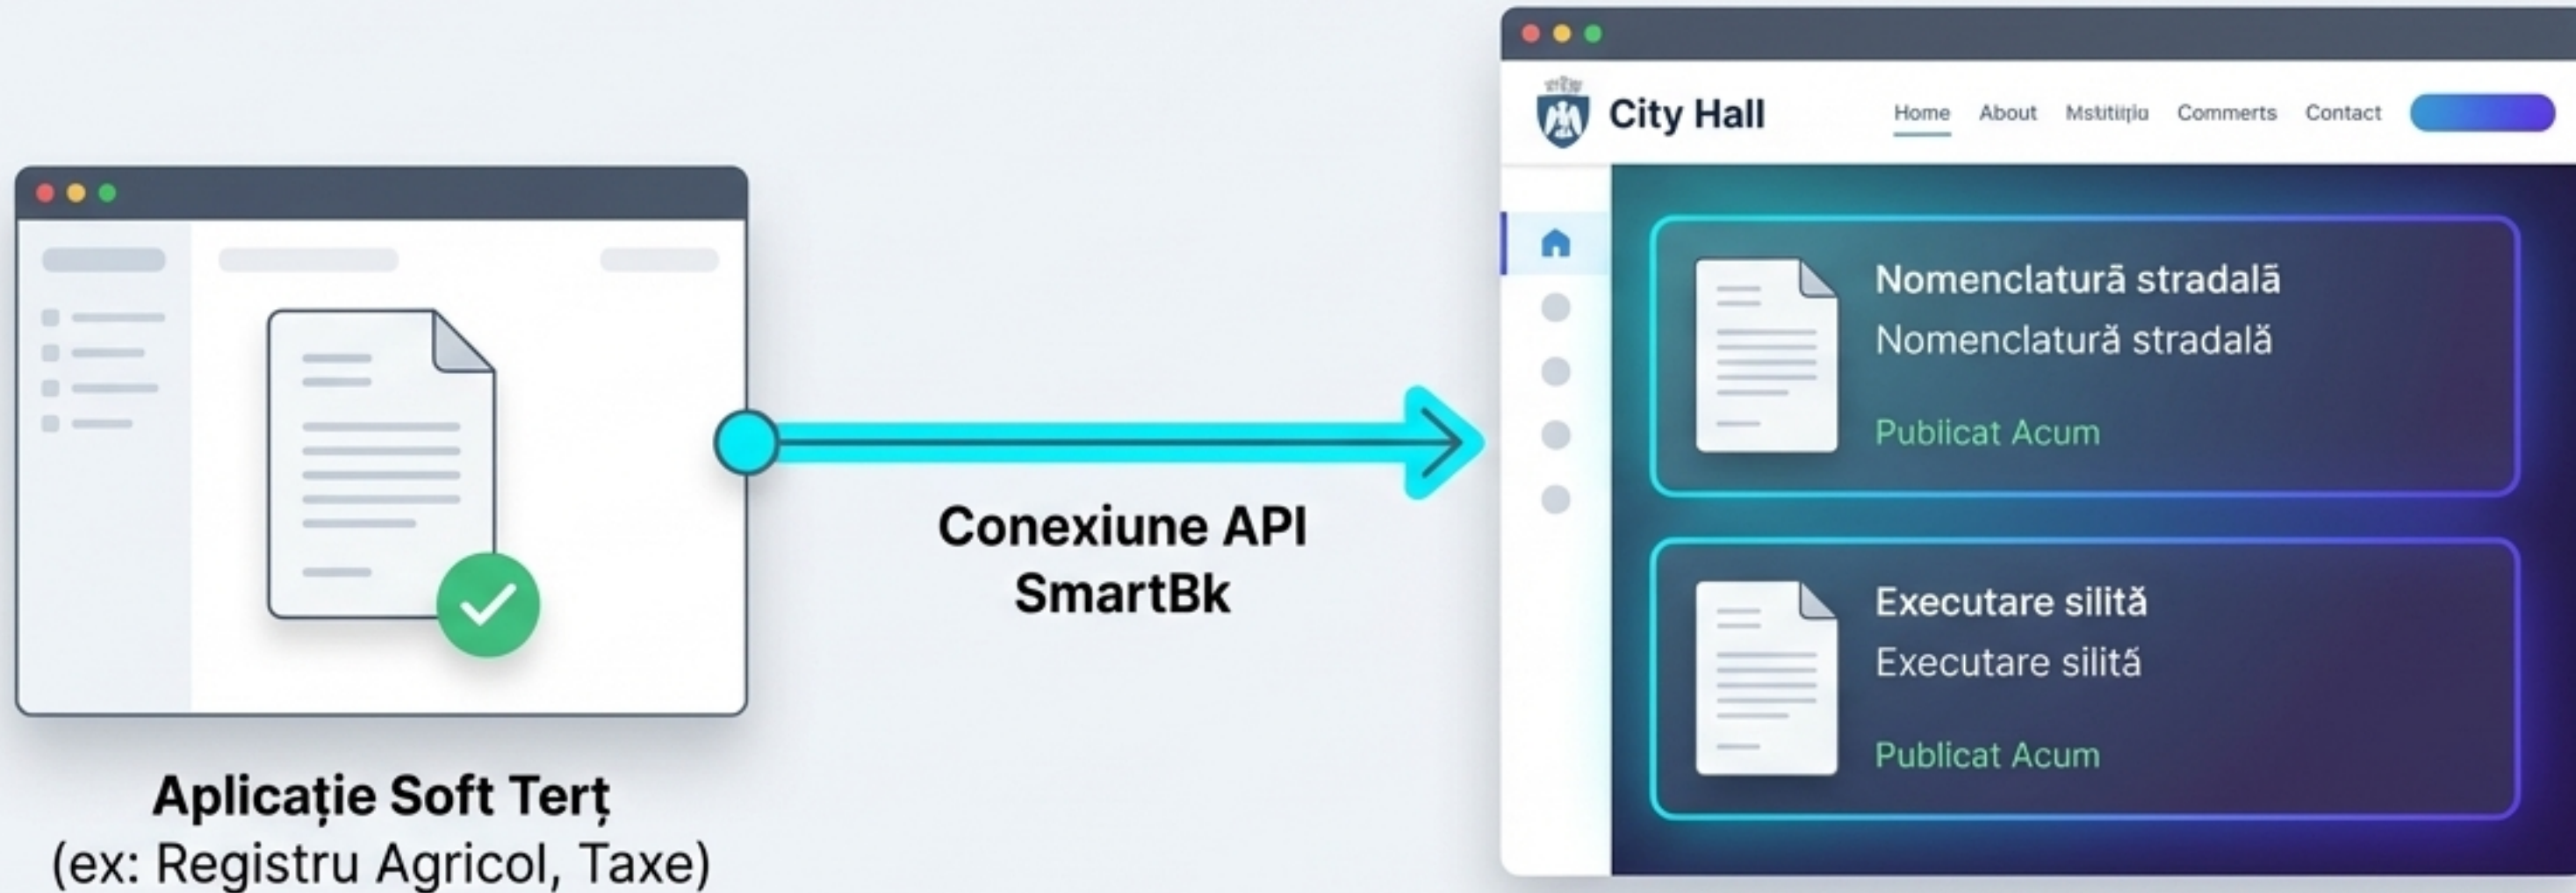 City Hall
Home About Commerts Contact
Nomenclatură stradală
Nomenclatură stradală
Publicat Acum
Conexiune API
SmartBk
Executare silită
Executare silită
Publicat Acum
Aplicație Soft Terț
(ex: Registru Agricol, Taxe)